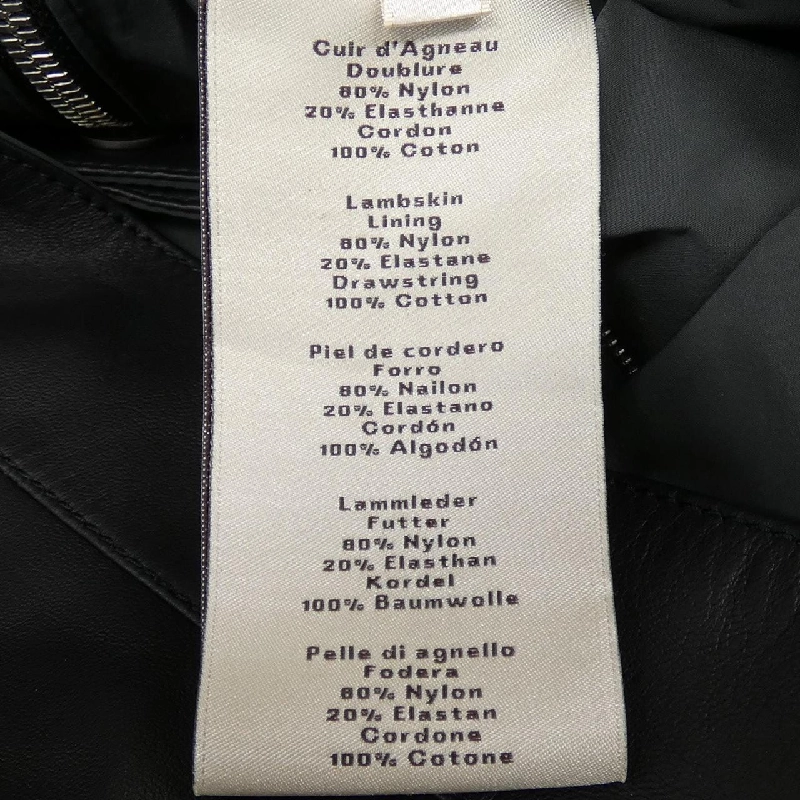 Cuir d'Agneau
Doublure
80% Nylon
20% Elasthanne
Cordon
100% Coton
Lambskin
Lining
80% Nylon
20% Elastane
Drawstring
100% Cotton
Piel de cordero
Forro
80% Nailon
20% Elastano
Cordón
100% Algodón
Lammleder
Futter
80% Nylon
20% Elasthan
Kordel
100% Baumwolle
Pelle di agnello
Fodera
80% Nylon
20% Elastan
Cordone
100% Cotone